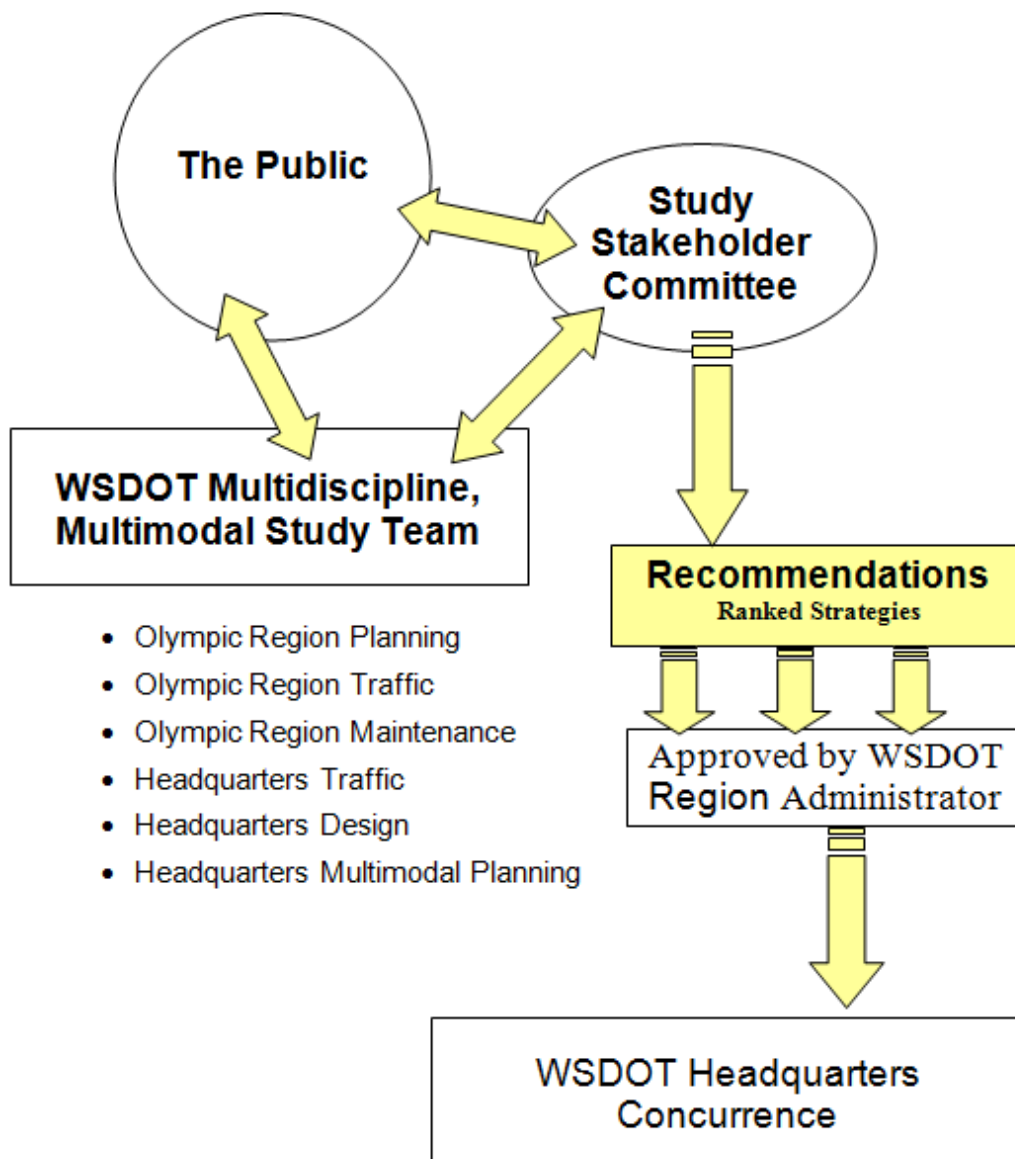 The Public
Study
Stakeholder
Committee
WSDOT Multidiscipline,
Multimodal Study Team
• Olympic Region Planning
• Olympic Region Traffic
• Olympic Region Maintenance
• Headquarters Traffic
• Headquarters Design
• Headquarters Multimodal Planning
Recommendations
Ranked Strategies
Approved by WSDOT
Region Administrator
WSDOT Headquarters
Concurrence